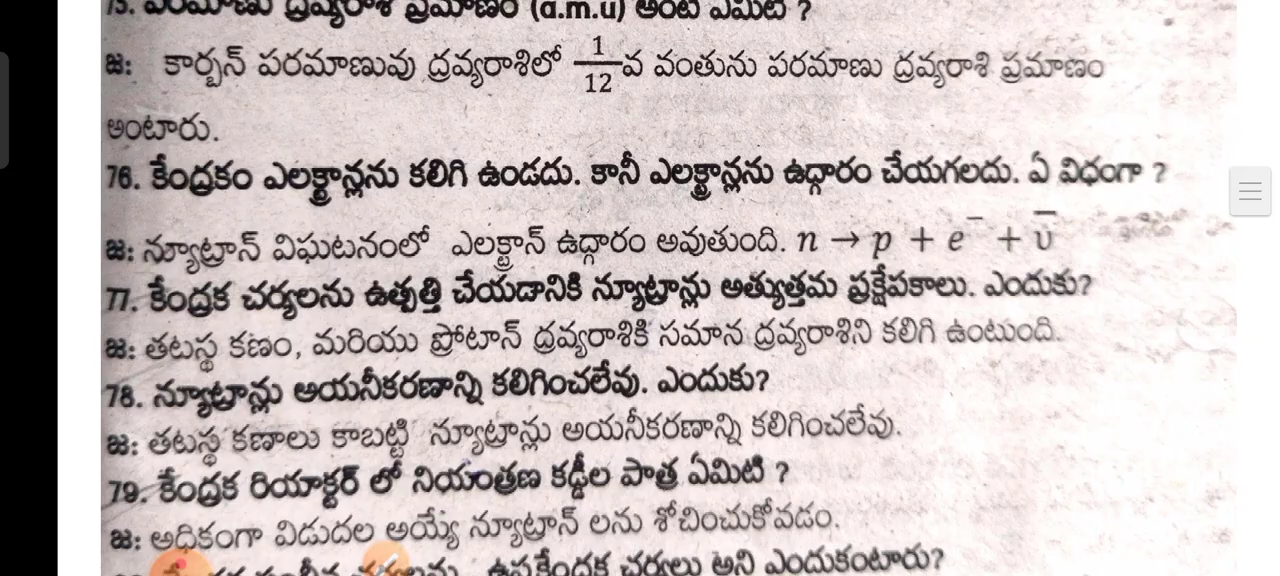 75. పరమాణు ద్రవ్యరాశి ప్రమాణం (a.m.u) అంటే ఏమిటి ?
జ: కార్బన్ పరమాణువు ద్రవ్యరాశిలో 1/12 వ వంతును పరమాణు ద్రవ్యరాశి ప్రమాణం
అంటారు.
76. కేంద్రకం ఎలక్ట్రాన్లను కలిగి ఉండదు. కానీ ఎలక్ట్రాన్లను ఉద్గారం చేయగలదు. ఏ విధంగా ?
జ: న్యూట్రాన్ విఘటనంలో ఎలక్ట్రాన్ ఉద్గారం అవుతుంది. n → p + e⁻ + ῡ
77. కేంద్రక చర్యలను ఉత్పత్తి చేయడానికి న్యూట్రాన్లు అత్యుత్తమ ప్రక్షేపకాలు. ఎందుకు?
జ: తటస్థ కణం, మరియు ప్రోటాన్ ద్రవ్యరాశికి సమాన ద్రవ్యరాశిని కలిగి ఉంటుంది.
78. న్యూట్రాన్లు అయనీకరణాన్ని కలిగించలేవు. ఎందుకు?
జ: తటస్థ కణాలు కాబట్టి న్యూట్రాన్లు అయనీకరణాన్ని కలిగించలేవు.
79. కేంద్రక రియాక్టర్ లో నియంత్రణ కడ్డీల పాత్ర ఏమిటి ?
జ: అధికంగా విడుదల అయ్యే న్యూట్రాన్ లను శోచించుకోవడం.
చర్యలు అని ఎందుకంటారు?